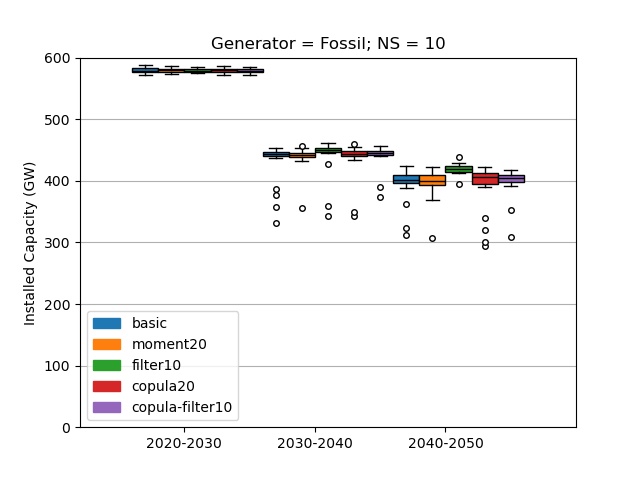 Generator = Fossil; NS = 10
Installed Capacity (GW)
600
500
400
300
200
100
0
basic
moment20
filter10
copula20
copula-filter10
2020-2030
2030-2040
2040-2050